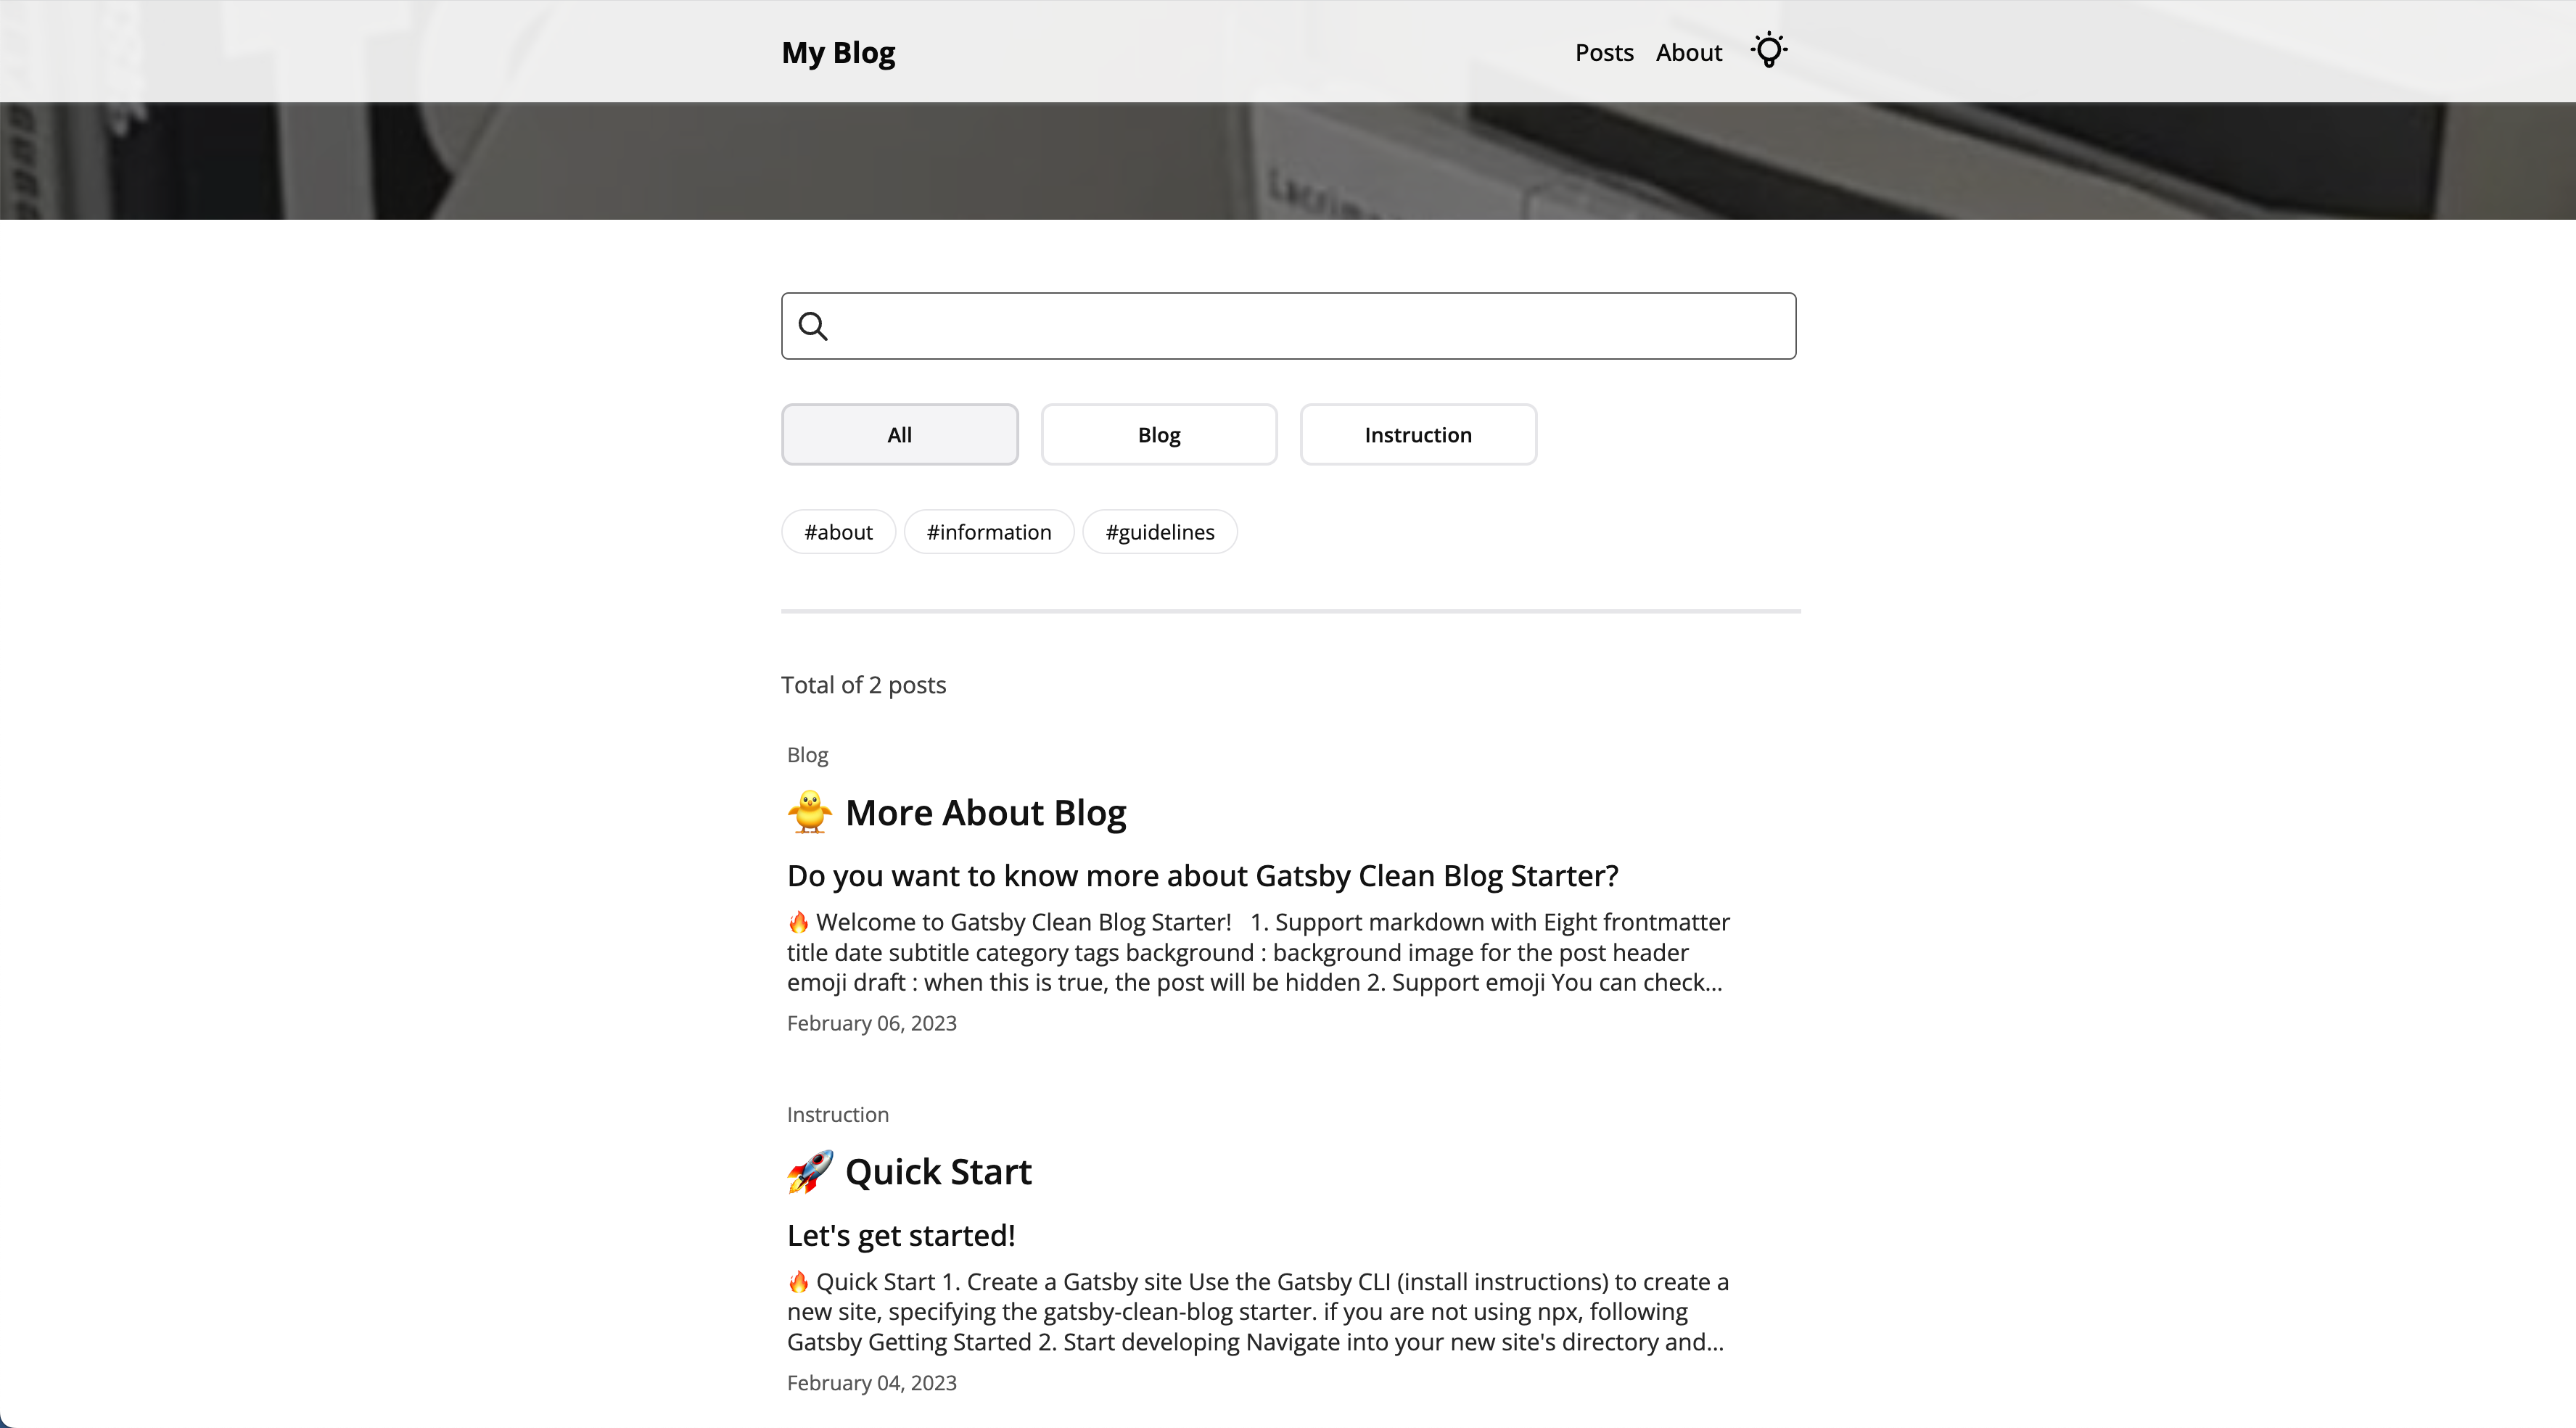 My Blog
Posts About
Lacrimo
All
Blog
Instruction
#about #information #guidelines
Total of 2 posts
Blog
🐥 More About Blog
Do you want to know more about Gatsby Clean Blog Starter?
🔥 Welcome to Gatsby Clean Blog Starter!   1. Support markdown with Eight frontmatter
title date subtitle category tags background : background image for the post header
emoji draft : when this is true, the post will be hidden 2. Support emoji You can check...
February 06, 2023
Instruction
🚀 Quick Start
Let's get started!
🔥 Quick Start 1. Create a Gatsby site Use the Gatsby CLI (install instructions) to create a
new site, specifying the gatsby-clean-blog starter. if you are not using npx, following
Gatsby Getting Started 2. Start developing Navigate into your new site's directory and...
February 04, 2023